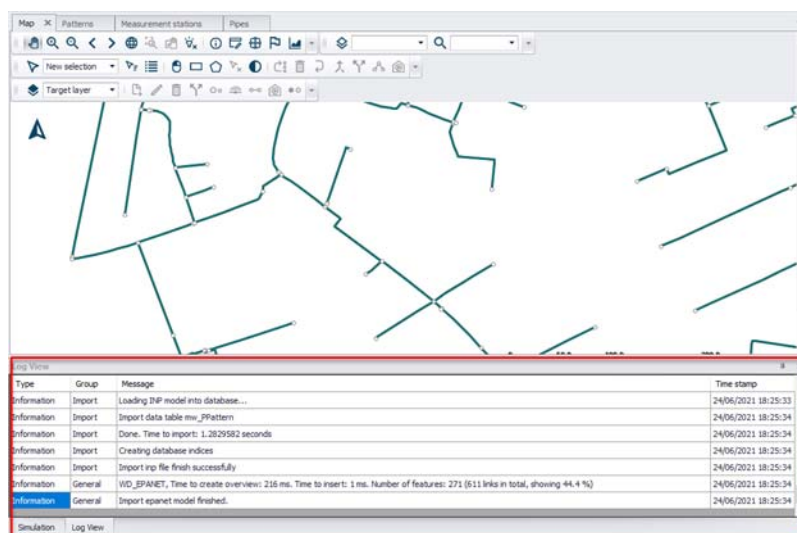 Map Patterns Measurement stations Pipes
New selection
Target layer
Log View
Type Group Message Time stamp
Information Import Loading INP model into database... 24/06/2021 18:25:33
Information Import Import data table mw_PPattern 24/06/2021 18:25:34
Information Import Done. Time to import: 1.2829582 seconds 24/06/2021 18:25:34
Information Import Creating database indices 24/06/2021 18:25:34
Information Import Import inp file finish successfully 24/06/2021 18:25:34
Information General WD_EPANET, Time to create overview: 216 ms. Time to insert: 1 ms. Number of features: 271 (611 links in total, showing 44.4 %) 24/06/2021 18:25:34
Information General Import epanet model finished. 24/06/2021 18:25:34
Simulation Log View